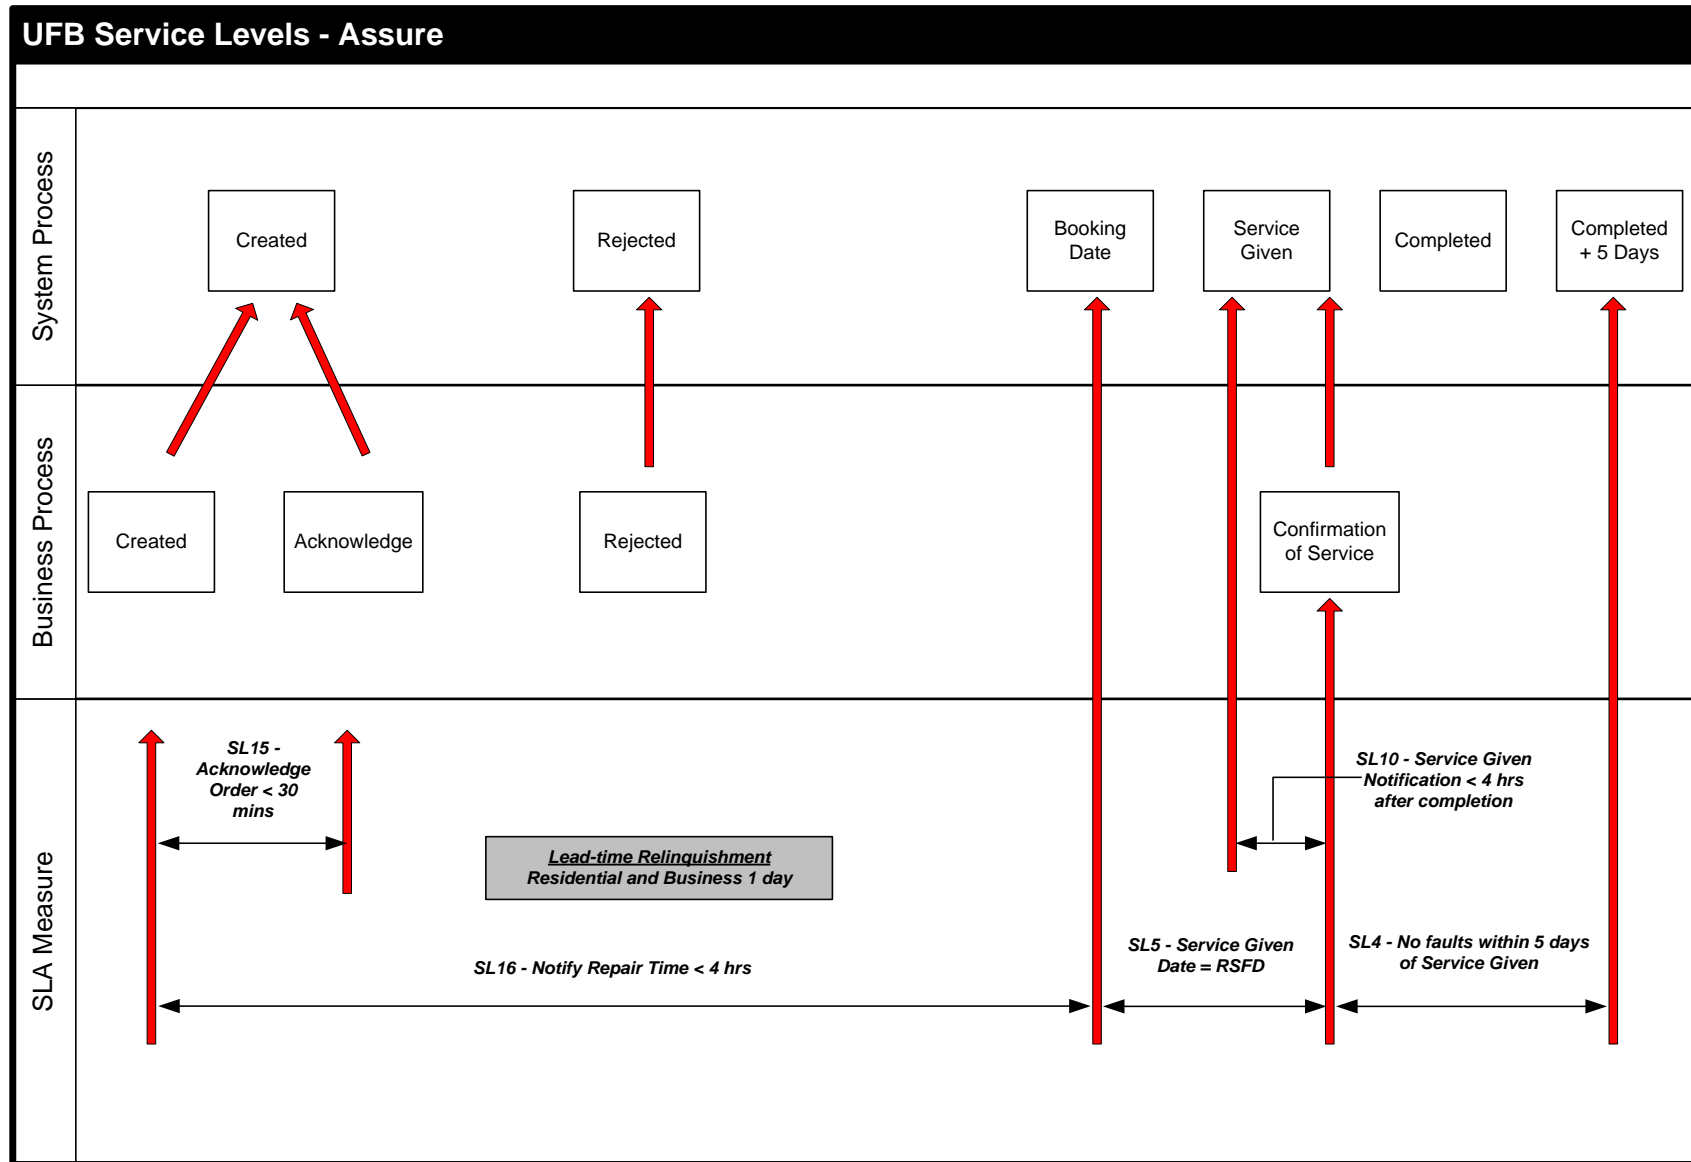 UFB Service Levels - Assure
System Process
Created
Rejected
Booking
Date
Service
Given
Completed
Completed
+ 5 Days
Business Process
Created
Acknowledge
Rejected
Confirmation
of Service
SLA Measure
SL15 -
Acknowledge
Order < 30
mins
SL10 - Service Given
Notification < 4 hrs
after completion
Lead-time Relinquishment
Residential and Business 1 day
SL16 - Notify Repair Time < 4 hrs
SL5 - Service Given
Date = RSFD
SL4 - No faults within 5 days
of Service Given